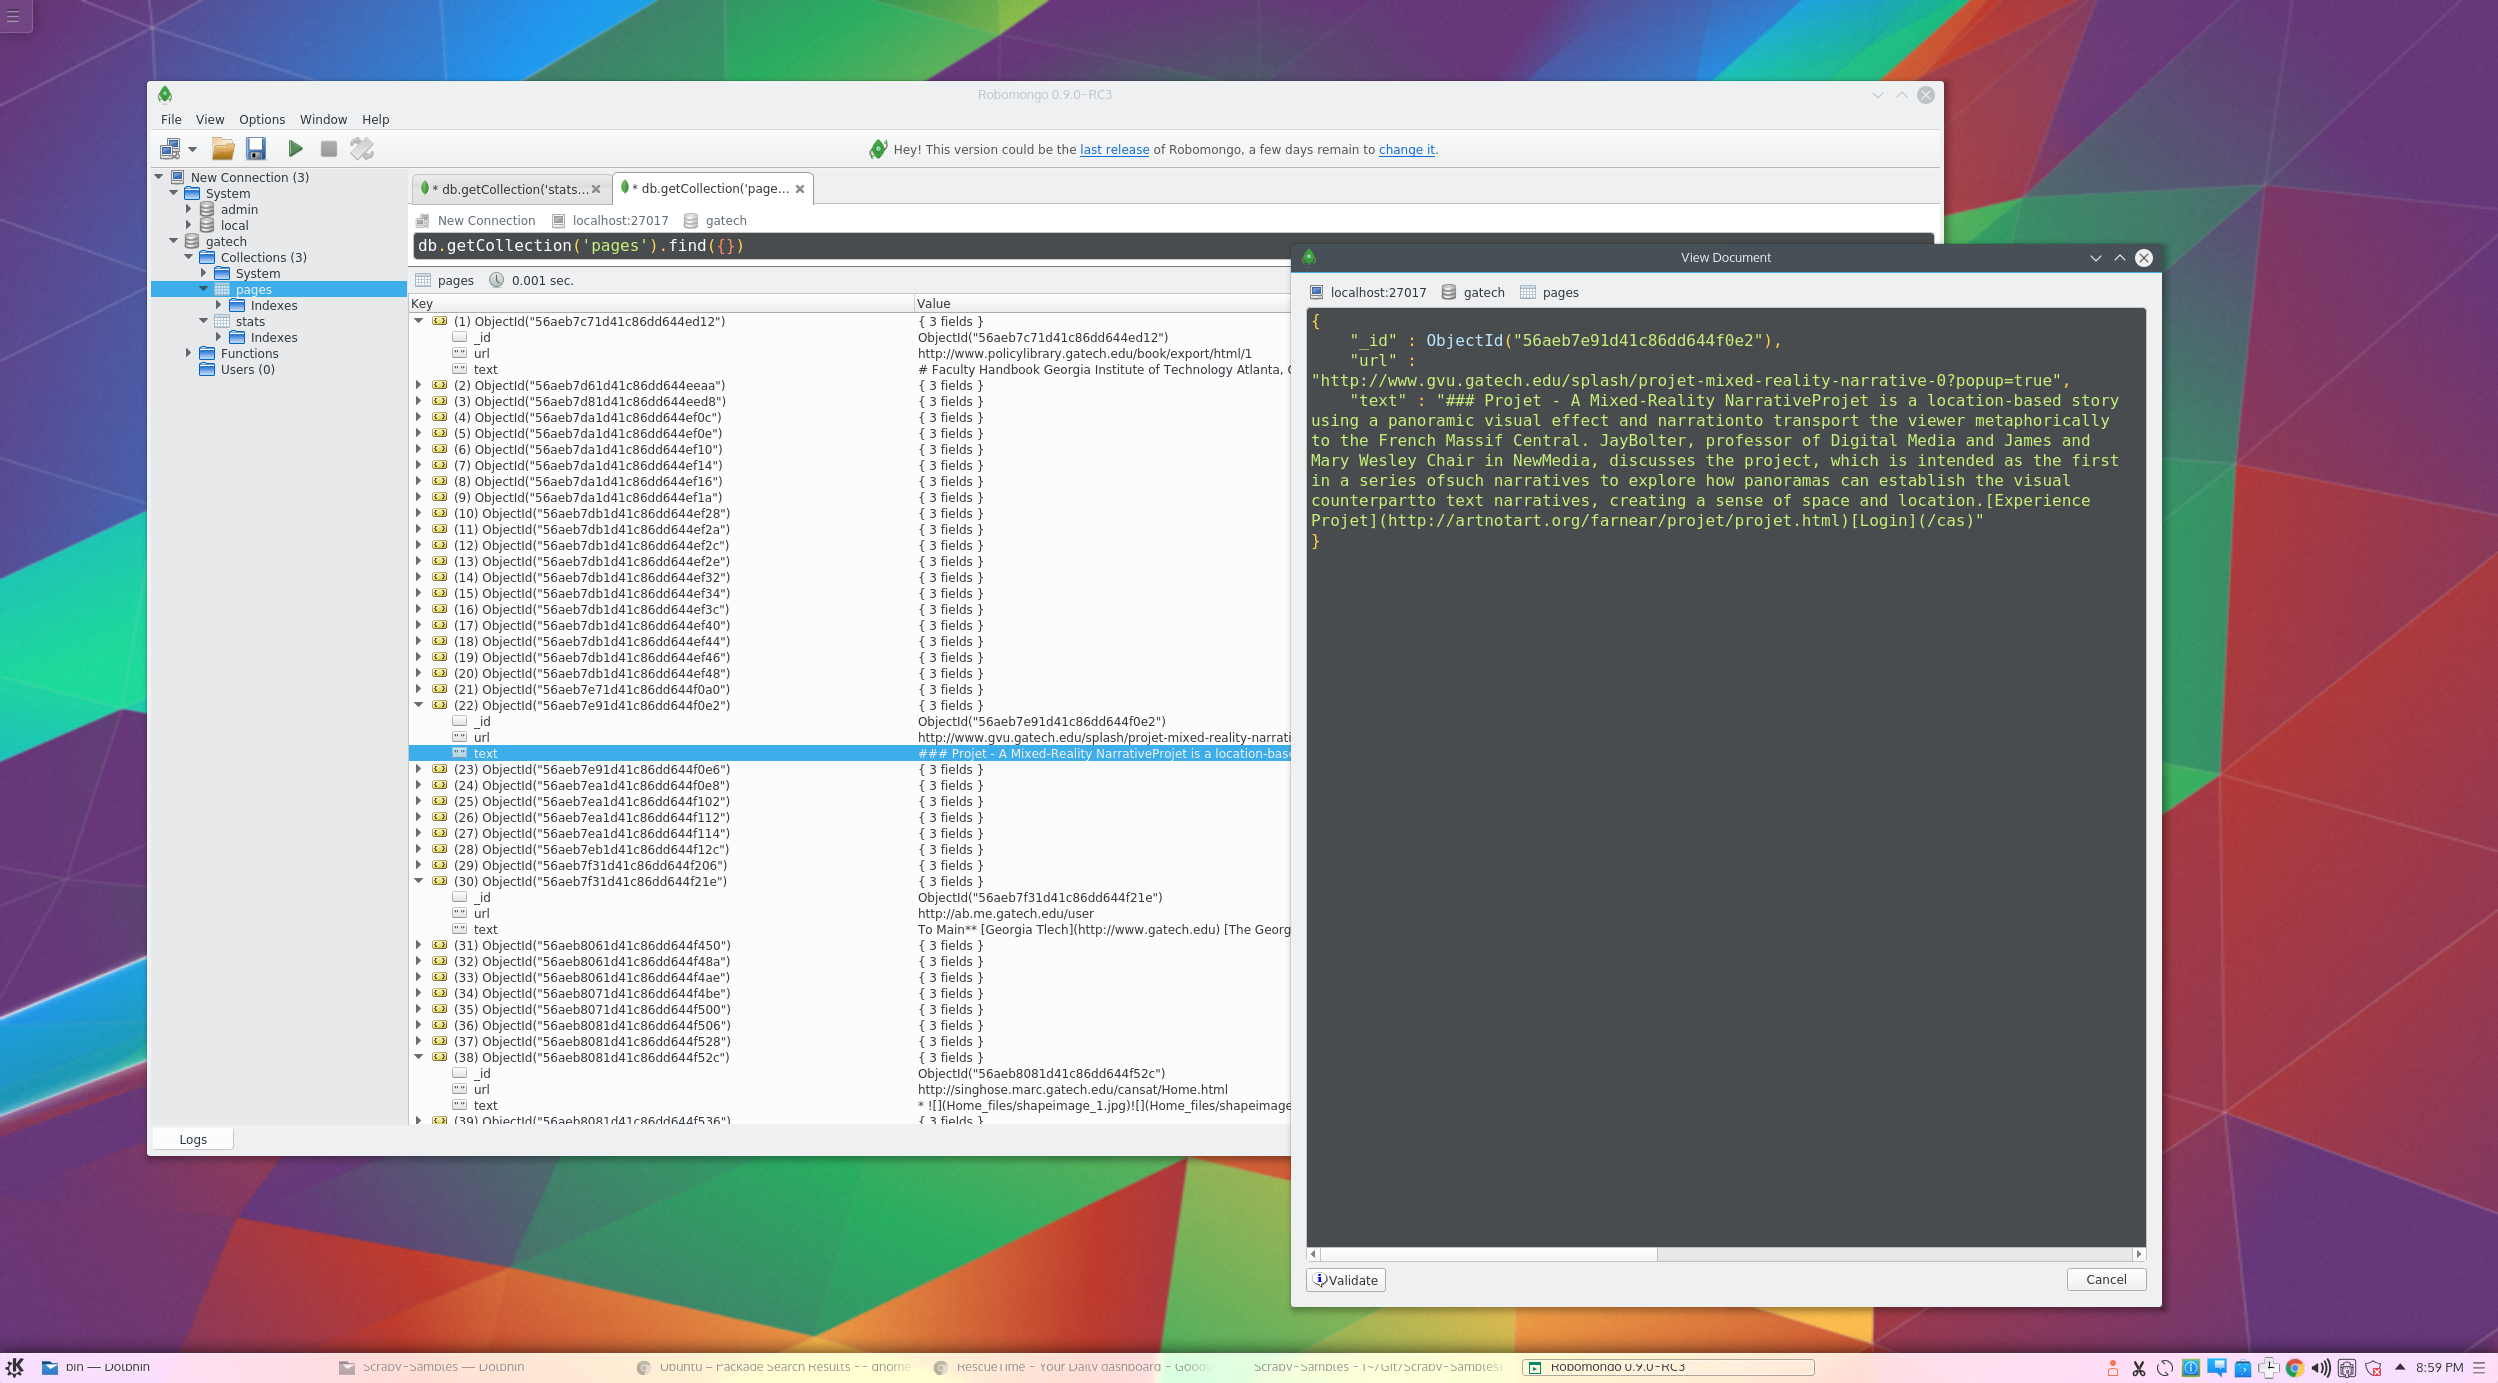 Robomongo 0.9.0-RC3
File View Options Window Help
Hey! This version could be the last release of Robomongo, a few days remain to change it.
New Connection (3)
System
admin
local
gatech
Collections (3)
System
pages
Indexes
stats
Indexes
Functions
Users (0)
* db.getCollection('stats... * db.getCollection('page...
New Connection localhost:27017 gatech
db.getCollection('pages').find({})
pages 0.001 sec.
Key Value
(1) ObjectId("56aeb7c71d41c86dd644ed12") { 3 fields }
_id ObjectId("56aeb7c71d41c86dd644ed12")
url http://www.policylibrary.gatech.edu/book/export/html/1
text # Faculty Handbook Georgia Institute of Technology Atlanta,
(2) ObjectId("56aeb7d61d41c86dd644eeaa") { 3 fields }
(3) ObjectId("56aeb7d81d41c86dd644eed8") { 3 fields }
(4) ObjectId("56aeb7da1d41c86dd644ef0c") { 3 fields }
(5) ObjectId("56aeb7da1d41c86dd644ef0e") { 3 fields }
(6) ObjectId("56aeb7da1d41c86dd644ef10") { 3 fields }
(7) ObjectId("56aeb7da1d41c86dd644ef14") { 3 fields }
(8) ObjectId("56aeb7da1d41c86dd644ef16") { 3 fields }
(9) ObjectId("56aeb7da1d41c86dd644ef1a") { 3 fields }
(10) ObjectId("56aeb7db1d41c86dd644ef28") { 3 fields }
(11) ObjectId("56aeb7db1d41c86dd644ef2a") { 3 fields }
(12) ObjectId("56aeb7db1d41c86dd644ef2c") { 3 fields }
(13) ObjectId("56aeb7db1d41c86dd644ef2e") { 3 fields }
(14) ObjectId("56aeb7db1d41c86dd644ef32") { 3 fields }
(15) ObjectId("56aeb7db1d41c86dd644ef34") { 3 fields }
(16) ObjectId("56aeb7db1d41c86dd644ef3c") { 3 fields }
(17) ObjectId("56aeb7db1d41c86dd644ef40") { 3 fields }
(18) ObjectId("56aeb7db1d41c86dd644ef44") { 3 fields }
(19) ObjectId("56aeb7db1d41c86dd644ef46") { 3 fields }
(20) ObjectId("56aeb7db1d41c86dd644ef48") { 3 fields }
(21) ObjectId("56aeb7e71d41c86dd644f0a0") { 3 fields }
(22) ObjectId("56aeb7e91d41c86dd644f0e2") { 3 fields }
_id ObjectId("56aeb7e91d41c86dd644f0e2")
url http://www.gvu.gatech.edu/splash/projet-mixed-reality-narrati
text ### Projet - A Mixed-Reality NarrativeProjet is a location-bas
(23) ObjectId("56aeb7e91d41c86dd644f0e6") { 3 fields }
(24) ObjectId("56aeb7ea1d41c86dd644f0e8") { 3 fields }
(25) ObjectId("56aeb7ea1d41c86dd644f102") { 3 fields }
(26) ObjectId("56aeb7ea1d41c86dd644f112") { 3 fields }
(27) ObjectId("56aeb7ea1d41c86dd644f114") { 3 fields }
(28) ObjectId("56aeb7eb1d41c86dd644f12c") { 3 fields }
(29) ObjectId("56aeb7f31d41c86dd644f206") { 3 fields }
(30) ObjectId("56aeb7f31d41c86dd644f21e") { 3 fields }
_id ObjectId("56aeb7f31d41c86dd644f21e")
url http://ab.me.gatech.edu/user
text To Main** [Georgia Tlech](http://www.gatech.edu) [The Georg
(31) ObjectId("56aeb8061d41c86dd644f450") { 3 fields }
(32) ObjectId("56aeb8061d41c86dd644f48a") { 3 fields }
(33) ObjectId("56aeb8061d41c86dd644f4ae") { 3 fields }
(34) ObjectId("56aeb8071d41c86dd644f4be") { 3 fields }
(35) ObjectId("56aeb8071d41c86dd644f500") { 3 fields }
(36) ObjectId("56aeb8081d41c86dd644f506") { 3 fields }
(37) ObjectId("56aeb8081d41c86dd644f528") { 3 fields }
(38) ObjectId("56aeb8081d41c86dd644f52c") { 3 fields }
_id ObjectId("56aeb8081d41c86dd644f52c")
url http://singhose.marc.gatech.edu/cansat/Home.html
text * ![](Home_files/shapeimage_1.jpg)![](Home_files/shapeimage
(39) ObjectId("56aeb8081d41c86dd644f536") { 3 fields }
Logs
View Document
localhost:27017 gatech pages
{
"_id" : ObjectId("56aeb7e91d41c86dd644f0e2"),
"url" :
"http://www.gvu.gatech.edu/splash/projet-mixed-reality-narrative-0?popup=true",
"text" : "### Projet - A Mixed-Reality NarrativeProjet is a location-based story
using a panoramic visual effect and narrationto transport the viewer metaphorically
to the French Massif Central. JayBolter, professor of Digital Media and James and
Mary Wesley Chair in NewMedia, discusses the project, which is intended as the first
in a series ofsuch narratives to explore how panoramas can establish the visual
counterpartto text narratives, creating a sense of space and location.[Experience
Projet](http://artnotart.org/farnear/projet/projet.html)[Login](/cas)"
}
Validate Cancel
bin — Dolphin Scrapy-Samples — Dolphin Ubuntu – Package Search Results -- gnome RescueTime - Your Daily dashboard - Google Scrapy-Samples - [~/Git/Scrapy-Samples] Robomongo 0.9.0-RC3 8:59 PM